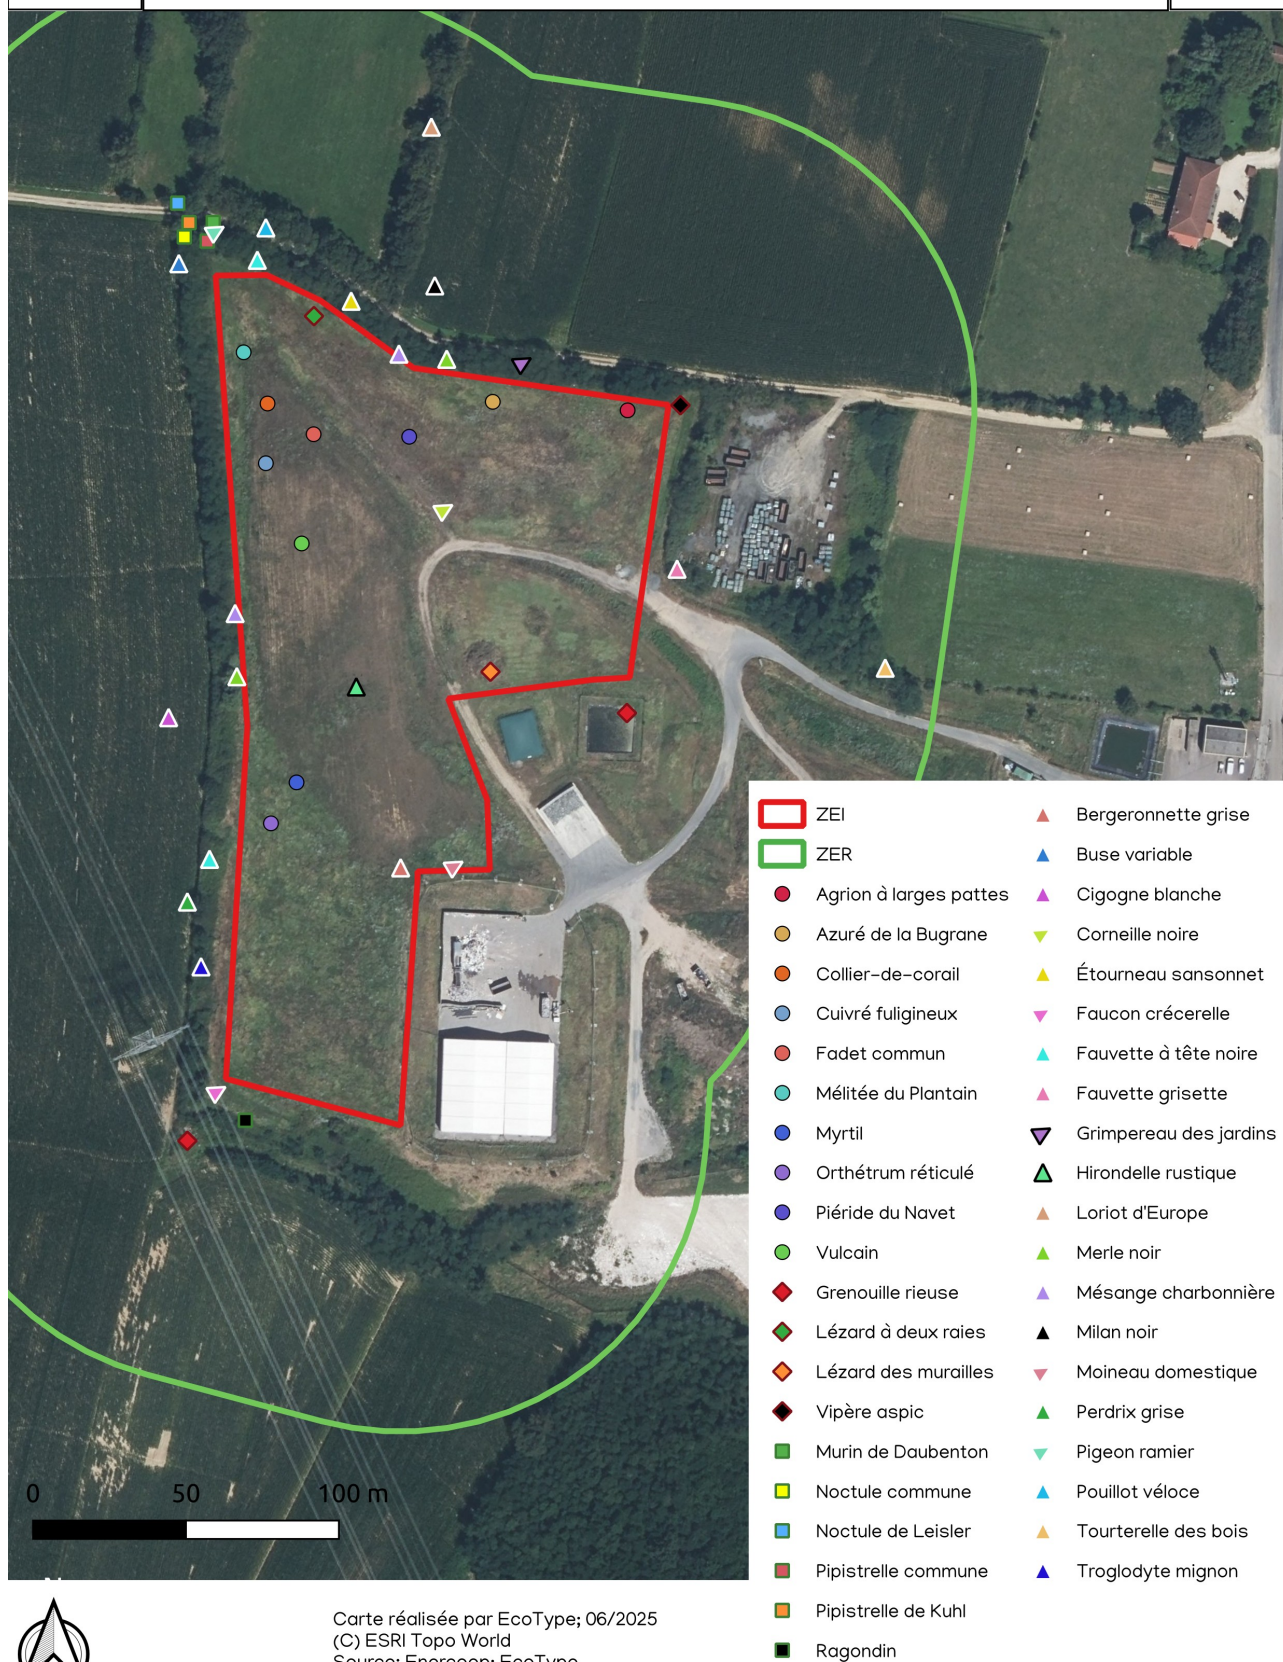 ZEI
ZER
Agrion à larges pattes
Azuré de la Bugrane
Collier-de-corail
Cuivré fuligineux
Fadet commun
Mélitée du Plantain
Myrtil
Orthétrum réticulé
Piéride du Navet
Vulcain
Grenouille rieuse
Lézard à deux raies
Lézard des murailles
Vipère aspic
Murin de Daubenton
Noctule commune
Noctule de Leisler
Pipistrelle commune
Pipistrelle de Kuhl
Ragondin
Bergeronnette grise
Buse variable
Cigogne blanche
Corneille noire
Étourneau sansonnet
Faucon crécerelle
Fauvette à tête noire
Fauvette grisette
Grimpereau des jardins
Hirondelle rustique
Loriot d'Europe
Merle noir
Mésange charbonnière
Milan noir
Moineau domestique
Perdrix grise
Pigeon ramier
Pouillot véloce
Tourterelle des bois
Troglodyte mignon
0 50 100 m
Carte réalisée par EcoType; 06/2025
(C) ESRI Topo World
Source: Enercoop; EcoType